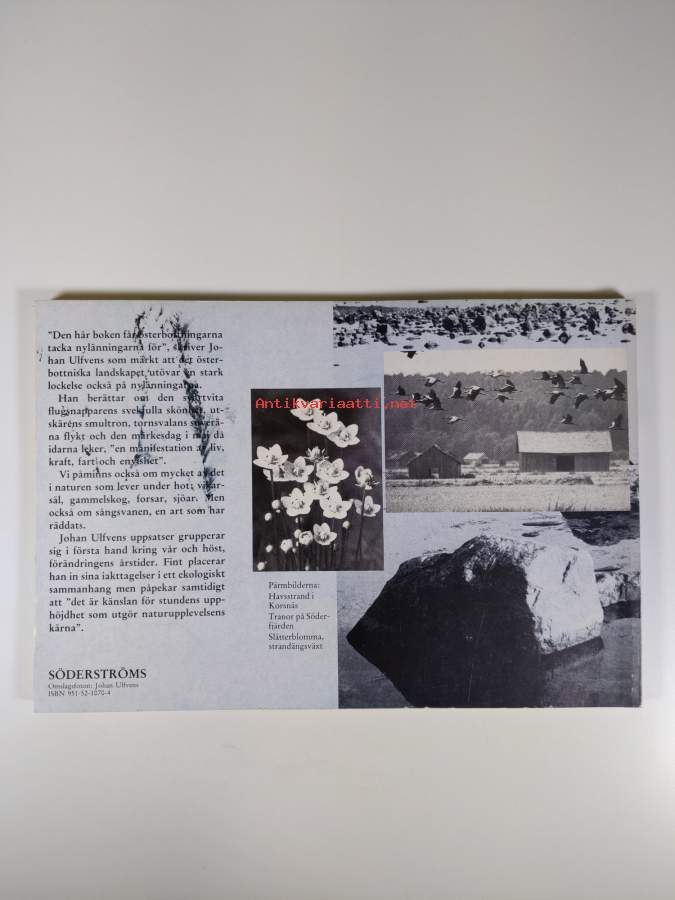 "Den här boken får österbottningarna
tacka nylänningarna för", skriver Jo-
han Ulfvens som märkt att det öster-
bottniska landskapet utövar en stark
lockelse också på nylänningarna.
Han berättar om den svartvita
flugsnapparens svekfulla skönhet, ut-
skärens smultron, tornsvalans suverä-
na flykt och den märkesdag i maj då
idarna leker, "en manifestation av liv,
kraft, fart och envishet".
Vi påminns också om mycket av det
i naturen som lever under hot: vikar-
säl, gammelskog, forsar, sjöar. Men
också om sångsvanen, en art som har
räddats.
Johan Ulfvens uppsatser grupperar
sig i första hand kring vår och höst,
förändringens årstider. Fint placerar
han in sina iakttagelser i ett ekologiskt
sammanhang men påpekar samtidigt
att "det är känslan för stundens upp-
höjdhet som utgör naturupplevelsens
kärna".
SÖDERSTRÖMS
Omslagsfoton: Johan Ulfvens
ISBN 951-52-1070-4
Pärmbilderna:
Havsstrand i
Korsnäs
Tranor på Söder-
fjärden
Slåtterblomma,
strandängsväxt
Antikvariaatti.net